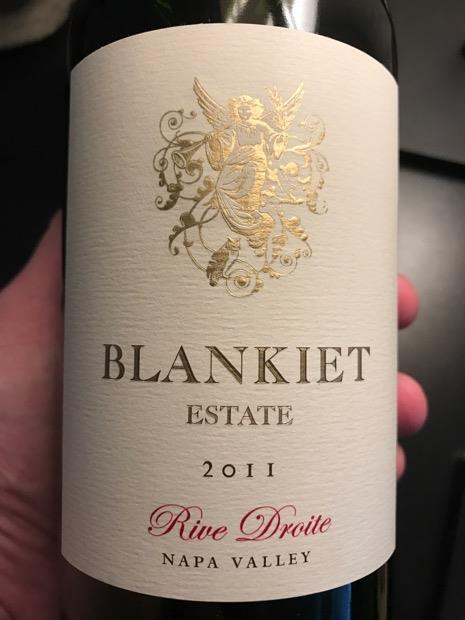 BLANKIET
ESTATE
2011
Rive Droite
NAPA VALLEY